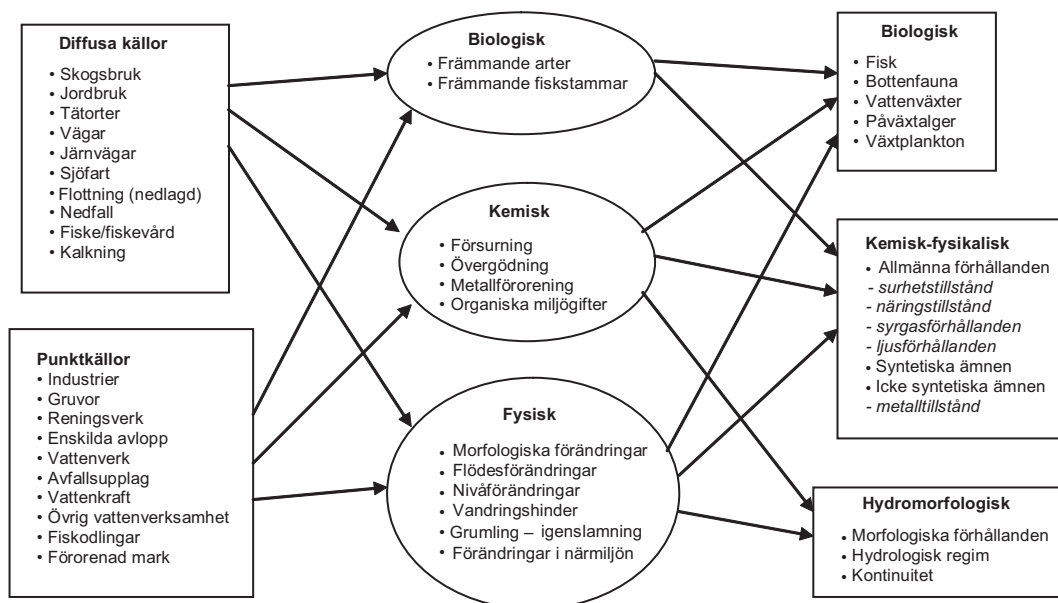 Diffusa källor
• Skogsbruk
• Jordbruk
• Tätorter
• Vägar
• Järnvägar
• Sjöfart
• Flottning (nedlagd)
• Nedfall
• Fiske/fiskevård
• Kalkning
Punktkällor
• Industrier
• Gruvor
• Reningsverk
• Enskilda avlopp
• Vattenverk
• Avfallsupplag
• Vattenkraft
• Övrig vattenverksamhet
• Fiskodlingar
• Förorenad mark
Biologisk
• Främmande arter
• Främmande fiskstammar
Kemisk
• Försurning
• Övergödning
• Metallförorening
• Organiska miljögifter
Fysisk
• Morfologiska förändringar
• Flödesförändringar
• Nivåförändringar
• Vandringshinder
• Grumling – igenslamning
• Förändringar i närmiljön
Biologisk
• Fisk
• Bottenfauna
• Vattenväxter
• Påväxtalger
• Växtplankton
Kemisk-fysikalisk
• Allmänna förhållanden
- surhetstillstånd
- näringstillstånd
- syrgasförhållanden
- ljusförhållanden
• Syntetiska ämnen
• Icke syntetiska ämnen
- metalltillstånd
Hydromorfologisk
• Morfologiska förhållanden
• Hydrologisk regim
• Kontinuitet